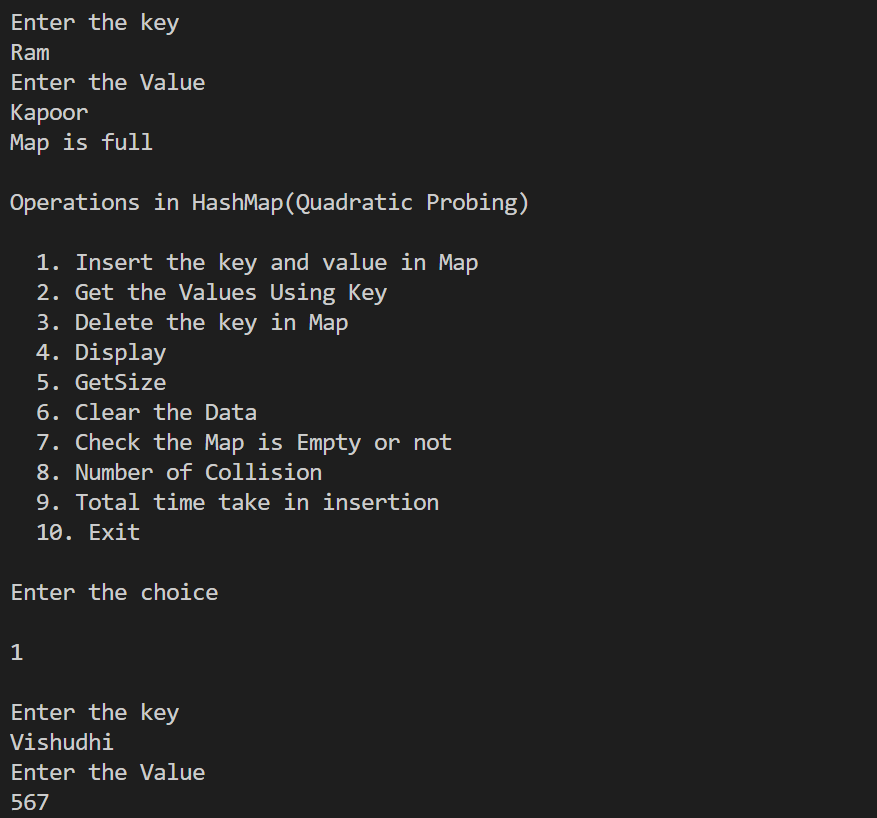 Enter the key
Ram
Enter the Value
Kapoor
Map is full
Operations in HashMap(Quadratic Probing)
1. Insert the key and value in Map
2. Get the Values Using Key
3. Delete the key in Map
4. Display
5. GetSize
6. Clear the Data
7. Check the Map is Empty or not
8. Number of Collision
9. Total time take in insertion
10. Exit
Enter the choice
1
Enter the key
Vishudhi
Enter the Value
567